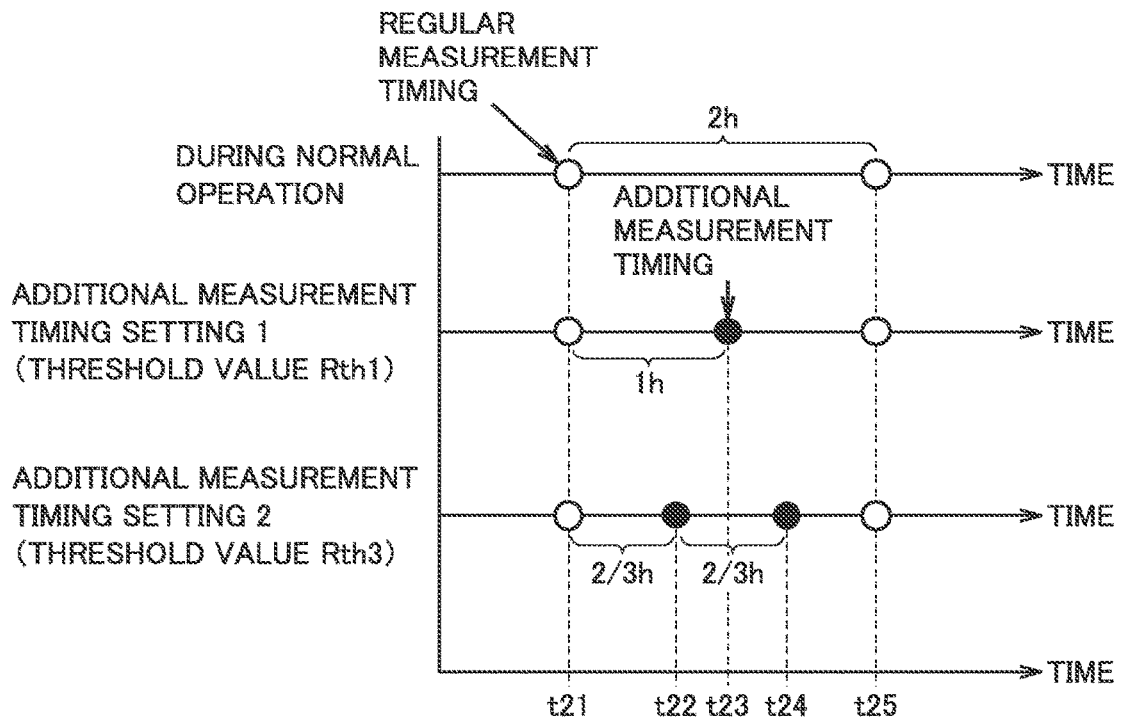 REGULAR
MEASUREMENT
TIMING
2h
DURING NORMAL
OPERATION
TIME
ADDITIONAL
MEASUREMENT
TIMING
ADDITIONAL MEASUREMENT
TIMING SETTING 1
(THRESHOLD VALUE Rth1)
TIME
1h
ADDITIONAL MEASUREMENT
TIMING SETTING 2
(THRESHOLD VALUE Rth3)
TIME
2/3h 2/3h
TIME
t21 t22 t23 t24 t25